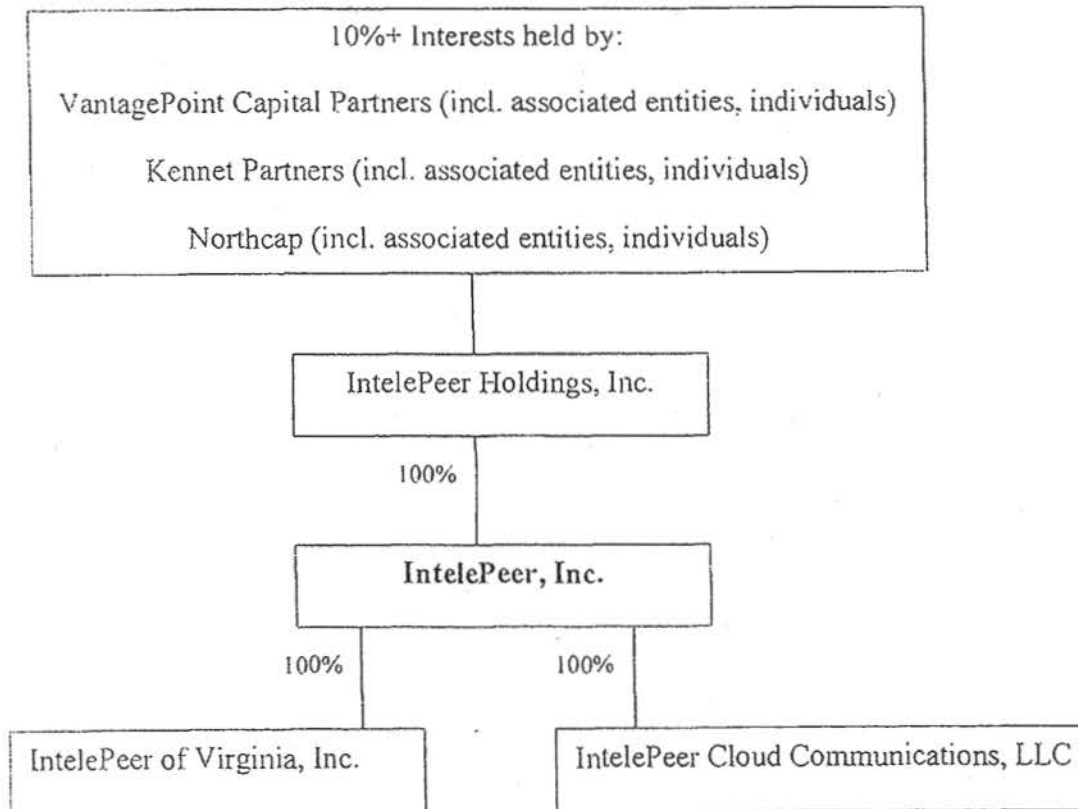 10%+ Interests held by:
VantagePoint Capital Partners (incl. associated entities, individuals)
Kennet Partners (incl. associated entities, individuals)
Northcap (incl. associated entities, individuals)
IntelePeer Holdings, Inc.
100%
IntelePeer, Inc.
100%
100%
IntelePeer of Virginia, Inc.
IntelePeer Cloud Communications, LLC